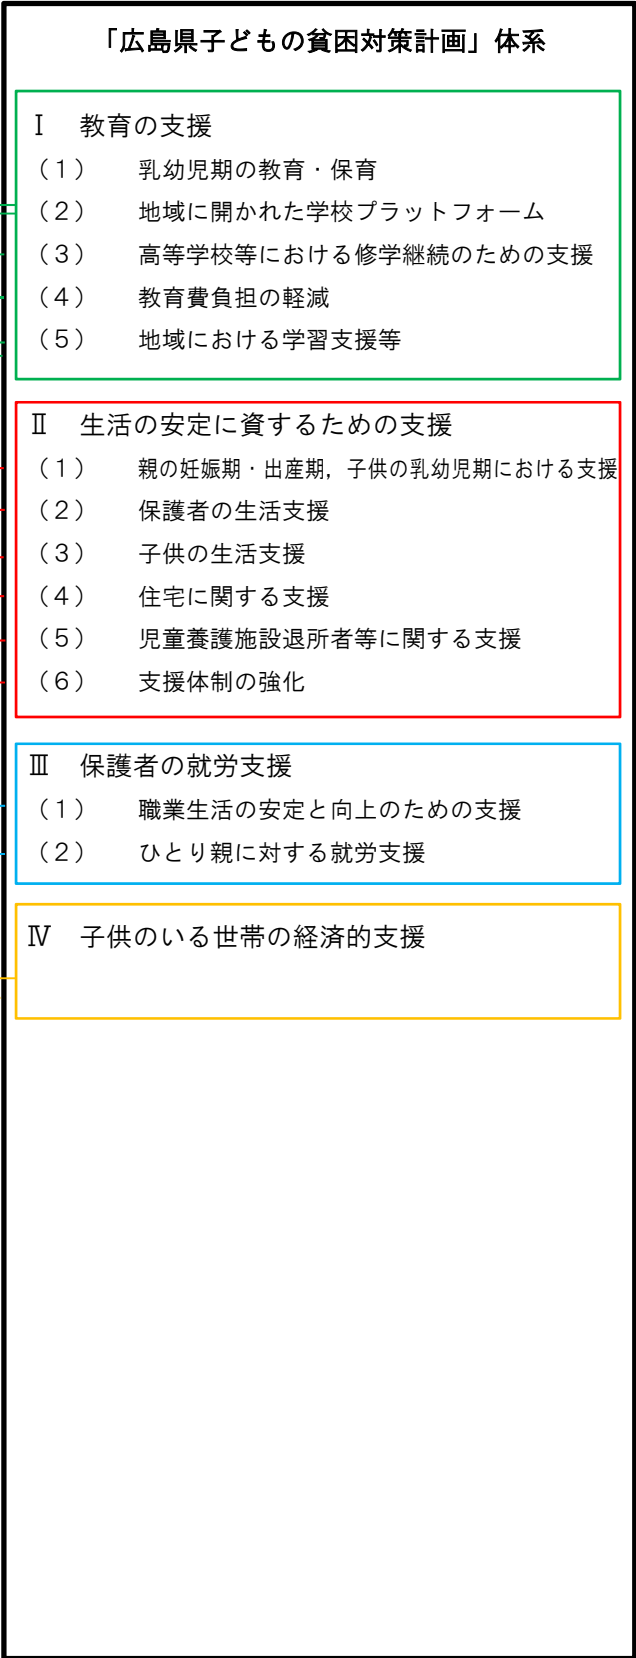 「広島県子どもの貧困対策計画」体系
Ⅰ　教育の支援
（１）　乳幼児期の教育・保育
（２）　地域に開かれた学校プラットフォーム
（３）　高等学校等における修学継続のための支援
（４）　教育費負担の軽減
（５）　地域における学習支援等
Ⅱ　生活の安定に資するための支援
（１）　親の妊娠期・出産期，子供の乳幼児期における支援
（２）　保護者の生活支援
（３）　子供の生活支援
（４）　住宅に関する支援
（５）　児童養護施設退所者等に関する支援
（６）　支援体制の強化
Ⅲ　保護者の就労支援
（１）　職業生活の安定と向上のための支援
（２）　ひとり親に対する就労支援
Ⅳ　子供のいる世帯の経済的支援